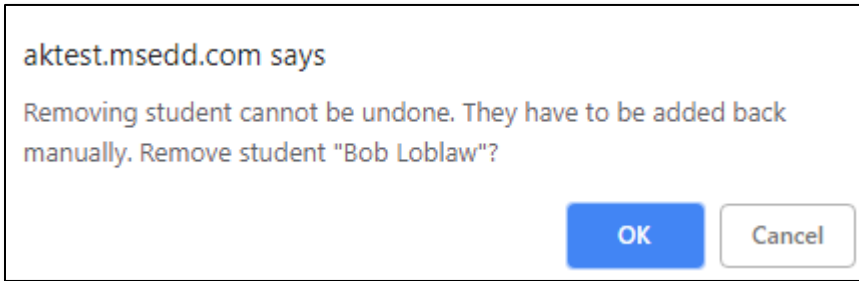 aktest.msedd.com says
Removing student cannot be undone. They have to be added back
manually. Remove student "Bob Loblaw"?
OK
Cancel